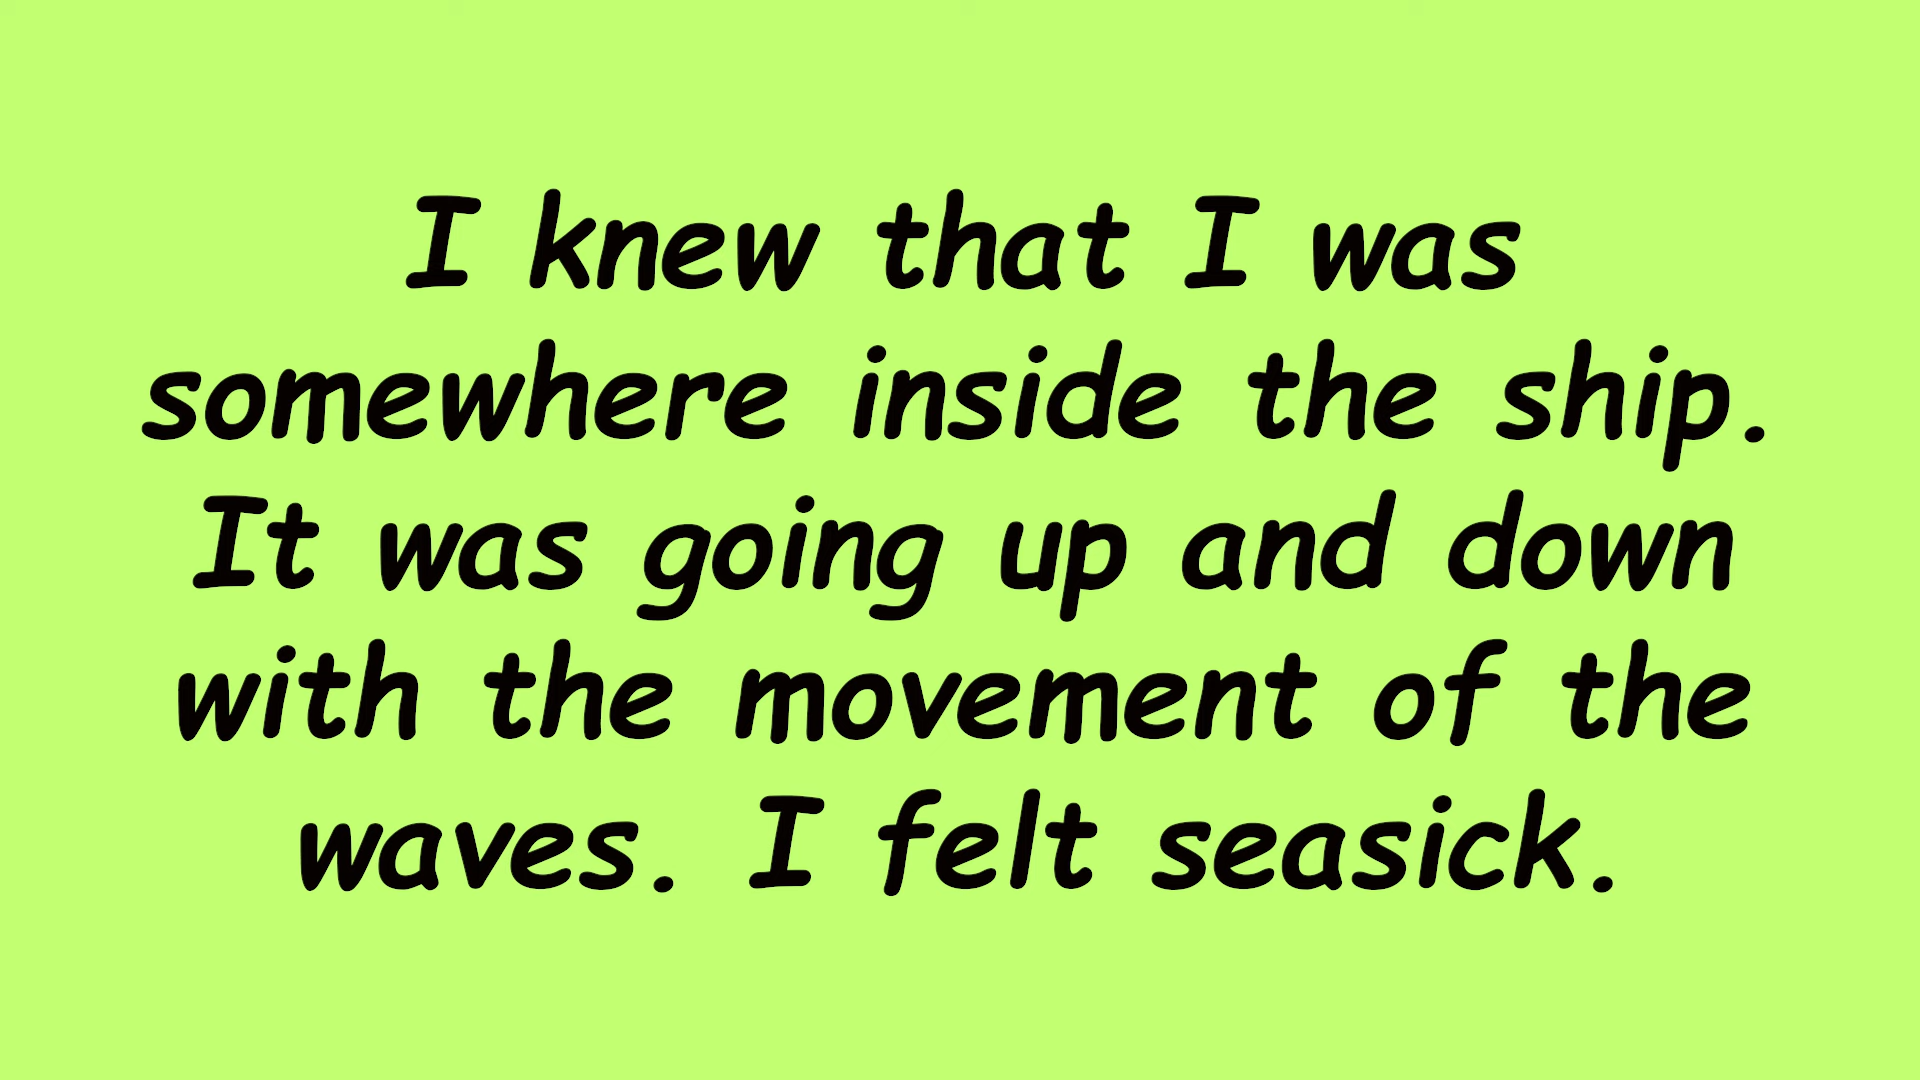 I knew that I was
somewhere inside the ship.
It was going up and down
with the movement of the
waves. I felt seasick.